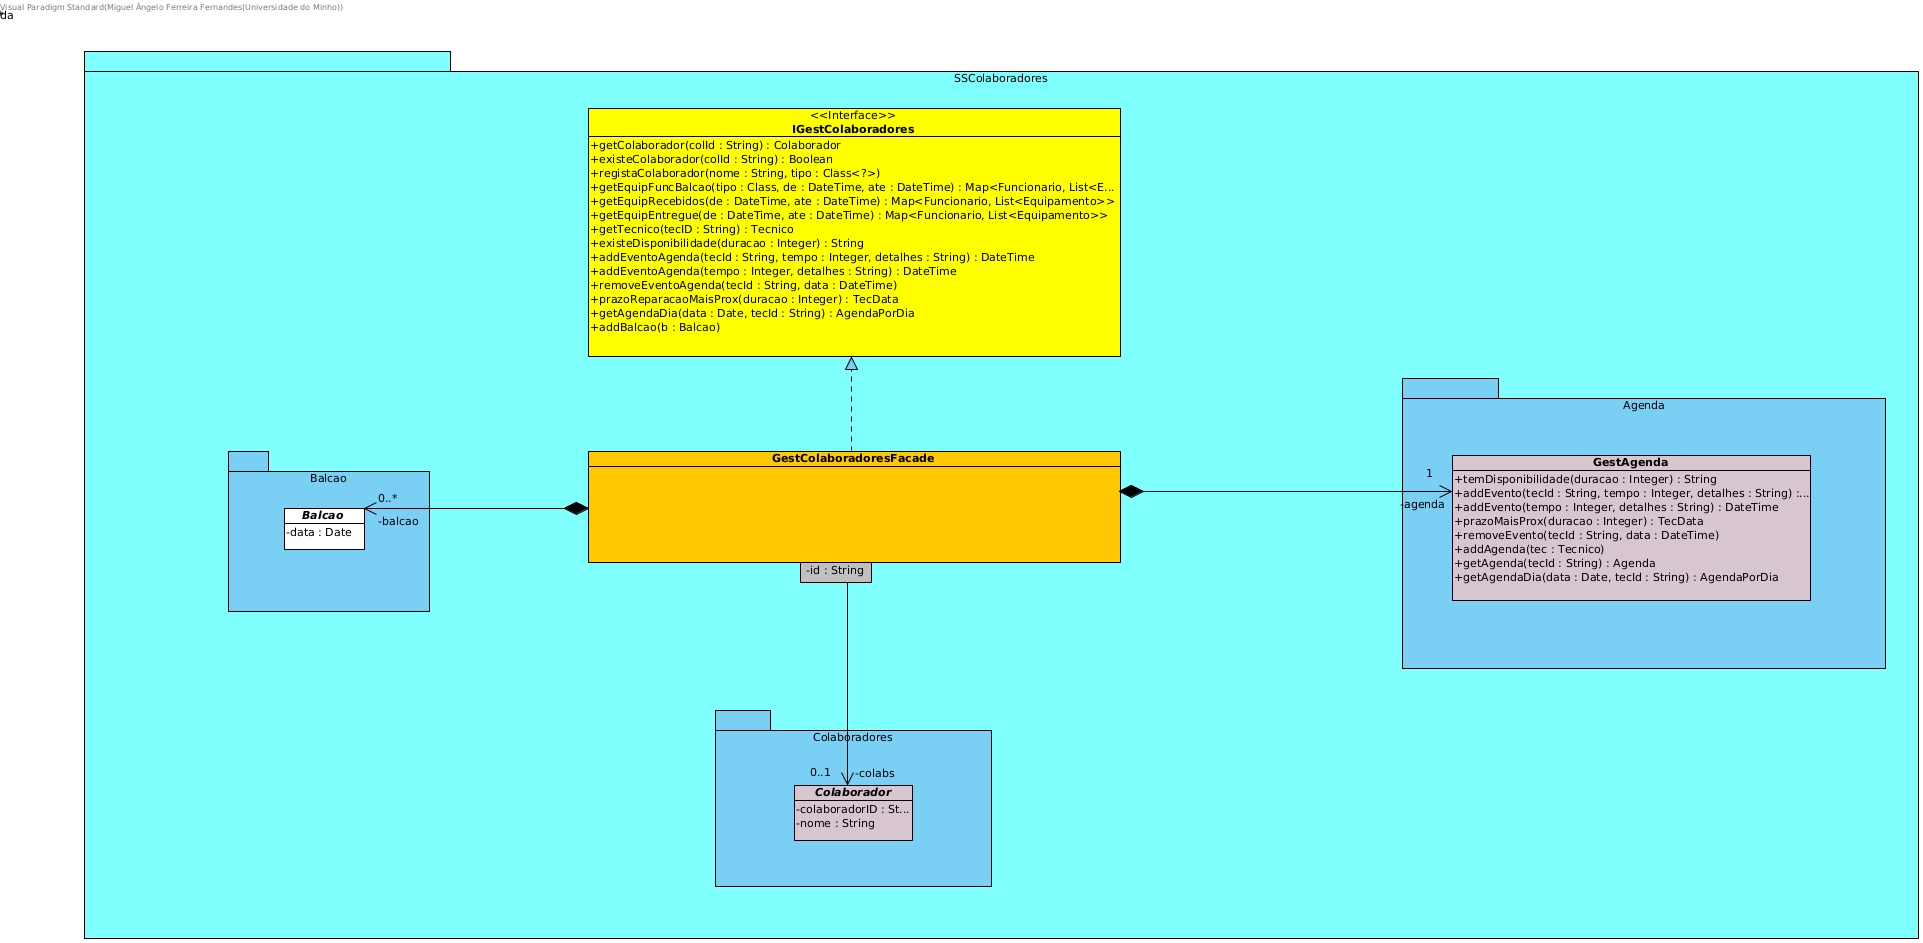 Visual Paradigm Standard(Miguel Ângelo Ferreira Fernandes(Universidade do Minho))
da
SSColaboradores
<<Interface>>
IGestColaboradores
+getColaborador(colId : String) : Colaborador
+existeColaborador(colId : String) : Boolean
+registaColaborador(nome : String, tipo : Class<?>)
+getEquipFuncBalcao(tipo : Class, de : DateTime, ate : DateTime) : Map<Funcionario, List<E...
+getEquipRecebidos(de : DateTime, ate : DateTime) : Map<Funcionario, List<Equipamento>>
+getEquipEntregue(de : DateTime, ate : DateTime) : Map<Funcionario, List<Equipamento>>
+getTecnico(tecID : String) : Tecnico
+existeDisponibilidade(duracao : Integer) : String
+addEventoAgenda(tecId : String, tempo : Integer, detalhes : String) : DateTime
+addEventoAgenda(tempo : Integer, detalhes : String) : DateTime
+removeEventoAgenda(tecId : String, data : DateTime)
+prazoReparacaoMaisProx(duracao : Integer) : TecData
+getAgendaDia(data : Date, tecId : String) : AgendaPorDia
+addBalcao(b : Balcao)
Balcao
0..*
Balcao
-balcao
-data : Date
GestColaboradoresFacade
-id : String
Agenda
1
-agenda
GestAgenda
+temDisponibilidade(duracao : Integer) : String
+addEvento(tecId : String, tempo : Integer, detalhes : String) :...
+addEvento(tempo : Integer, detalhes : String) : DateTime
+prazoMaisProx(duracao : Integer) : TecData
+removeEvento(tecId : String, data : DateTime)
+addAgenda(tec : Tecnico)
+getAgenda(tecId : String) : Agenda
+getAgendaDia(data : Date, tecId : String) : AgendaPorDia
Colaboradores
0..1
-colabs
Colaborador
-colaboradorID : St...
-nome : String